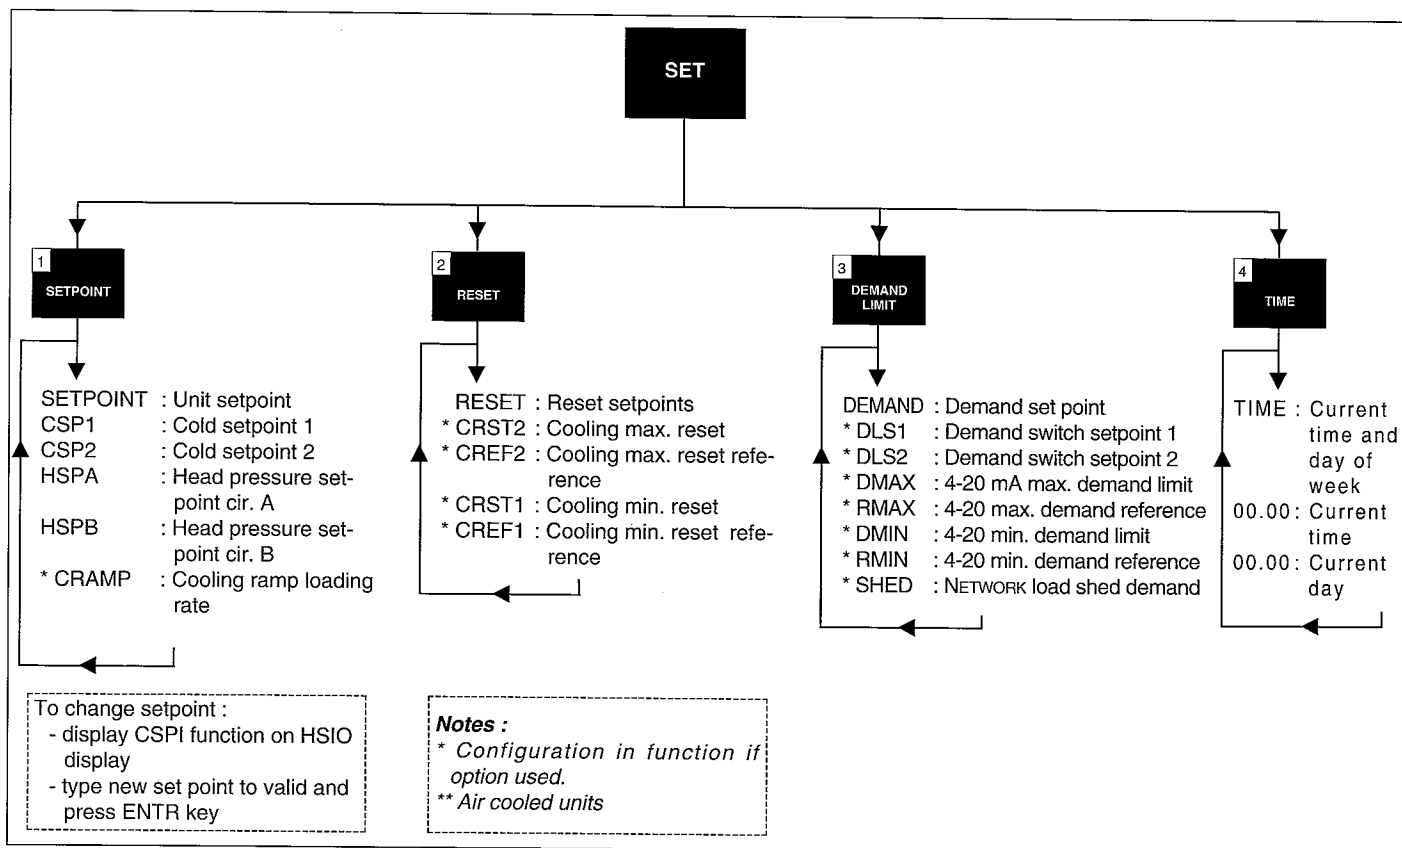 SET
1
SETPOINT
SETPOINT : Unit setpoint
CSP1 : Cold setpoint 1
CSP2 : Cold setpoint 2
HSPA : Head pressure set-
point cir. A
HSPB : Head pressure set-
point cir. B
* CRAMP : Cooling ramp loading
rate
2
RESET
RESET : Reset setpoints
* CRST2 : Cooling max. reset
* CREF2 : Cooling max. reset refe-
rence
* CRST1 : Cooling min. reset
* CREF1 : Cooling min. reset refe-
rence
3
DEMAND
LIMIT
DEMAND : Demand set point
* DLS1 : Demand switch setpoint 1
* DLS2 : Demand switch setpoint 2
* DMAX : 4-20 mA max. demand limit
* RMAX : 4-20 max. demand reference
* DMIN : 4-20 min. demand limit
* RMIN : 4-20 min. demand reference
* SHED : NETWORK load shed demand
4
TIME
TIME : Current
time and
day of
week
00.00 : Current
time
00.00 : Current
day
To change setpoint :
- display CSPI function on HSIO
display
- type new set point to valid and
press ENTR key
Notes :
* Configuration in function if
option used.
** Air cooled units